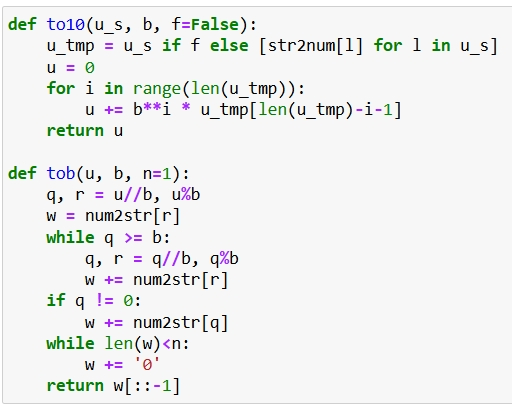 def to10(u_s, b, f=False):
    u_tmp = u_s if f else [str2num[l] for l in u_s]
    u = 0
    for i in range(len(u_tmp)):
        u += b**i * u_tmp[len(u_tmp)-i-1]
    return u

def tob(u, b, n=1):
    q, r = u//b, u%b
    w = num2str[r]
    while q >= b:
        q, r = q//b, q%b
        w += num2str[r]
    if q != 0:
        w += num2str[q]
    while len(w)<n:
        w += '0'
    return w[::-1]